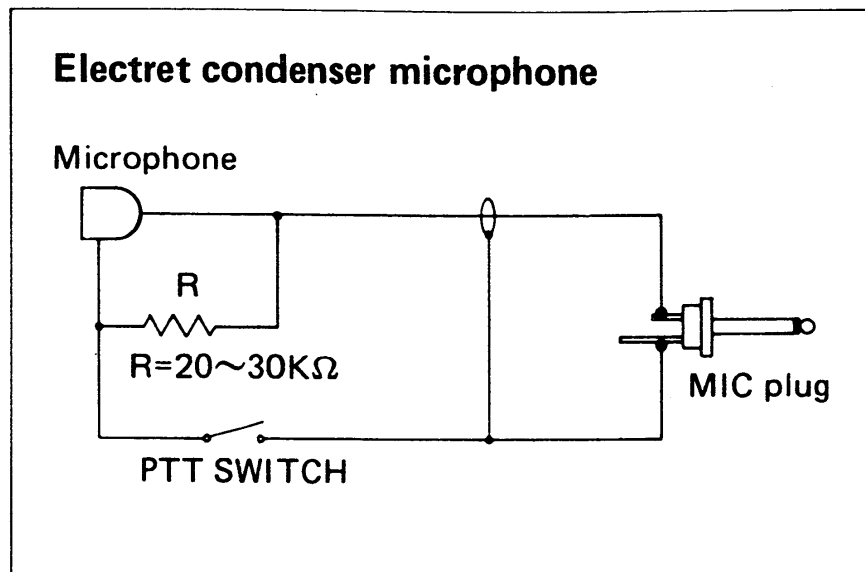 Electret condenser microphone
Microphone
R
R=20~30KΩ
MIC plug
PTT SWITCH